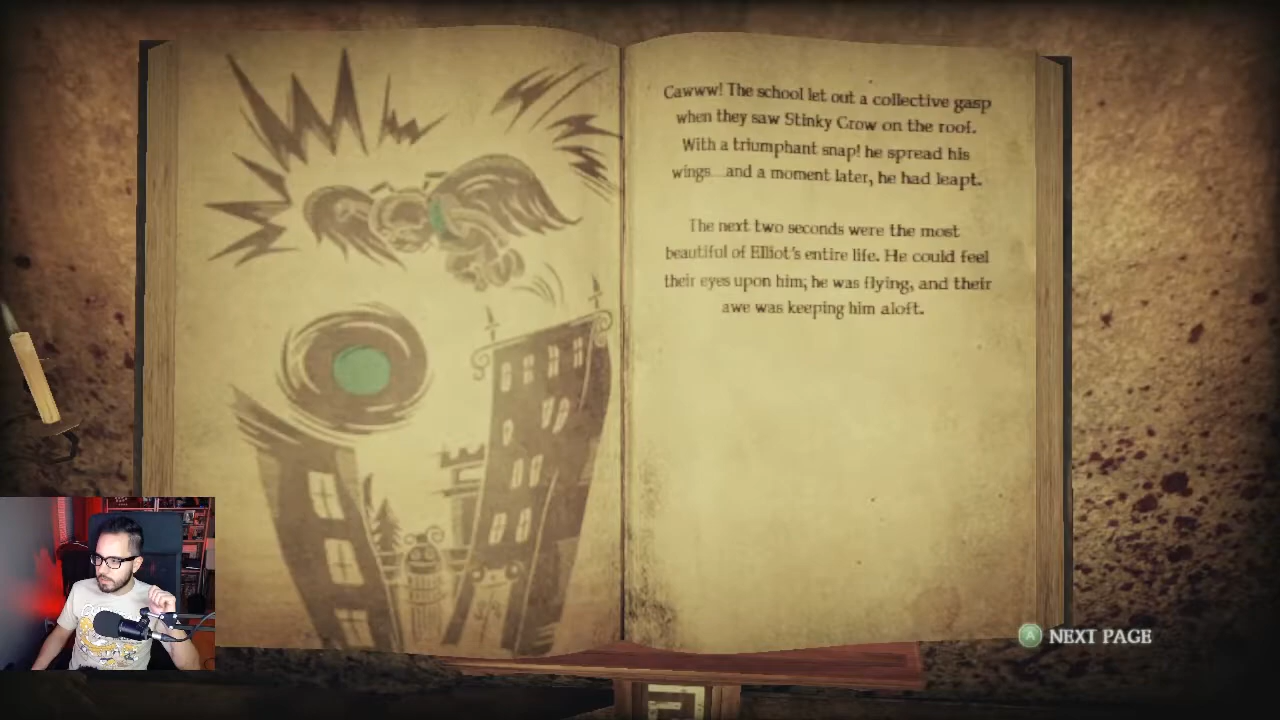 Cawww! The school let out a collective gasp
when they saw Stinky Crow on the roof.
With a triumphant snap! he spread his
wings...and a moment later, he had leapt.
The next two seconds were the most
beautiful of Elliot's entire life. He could feel
their eyes upon him; he was flying, and their
awe was keeping him aloft.
A NEXT PAGE